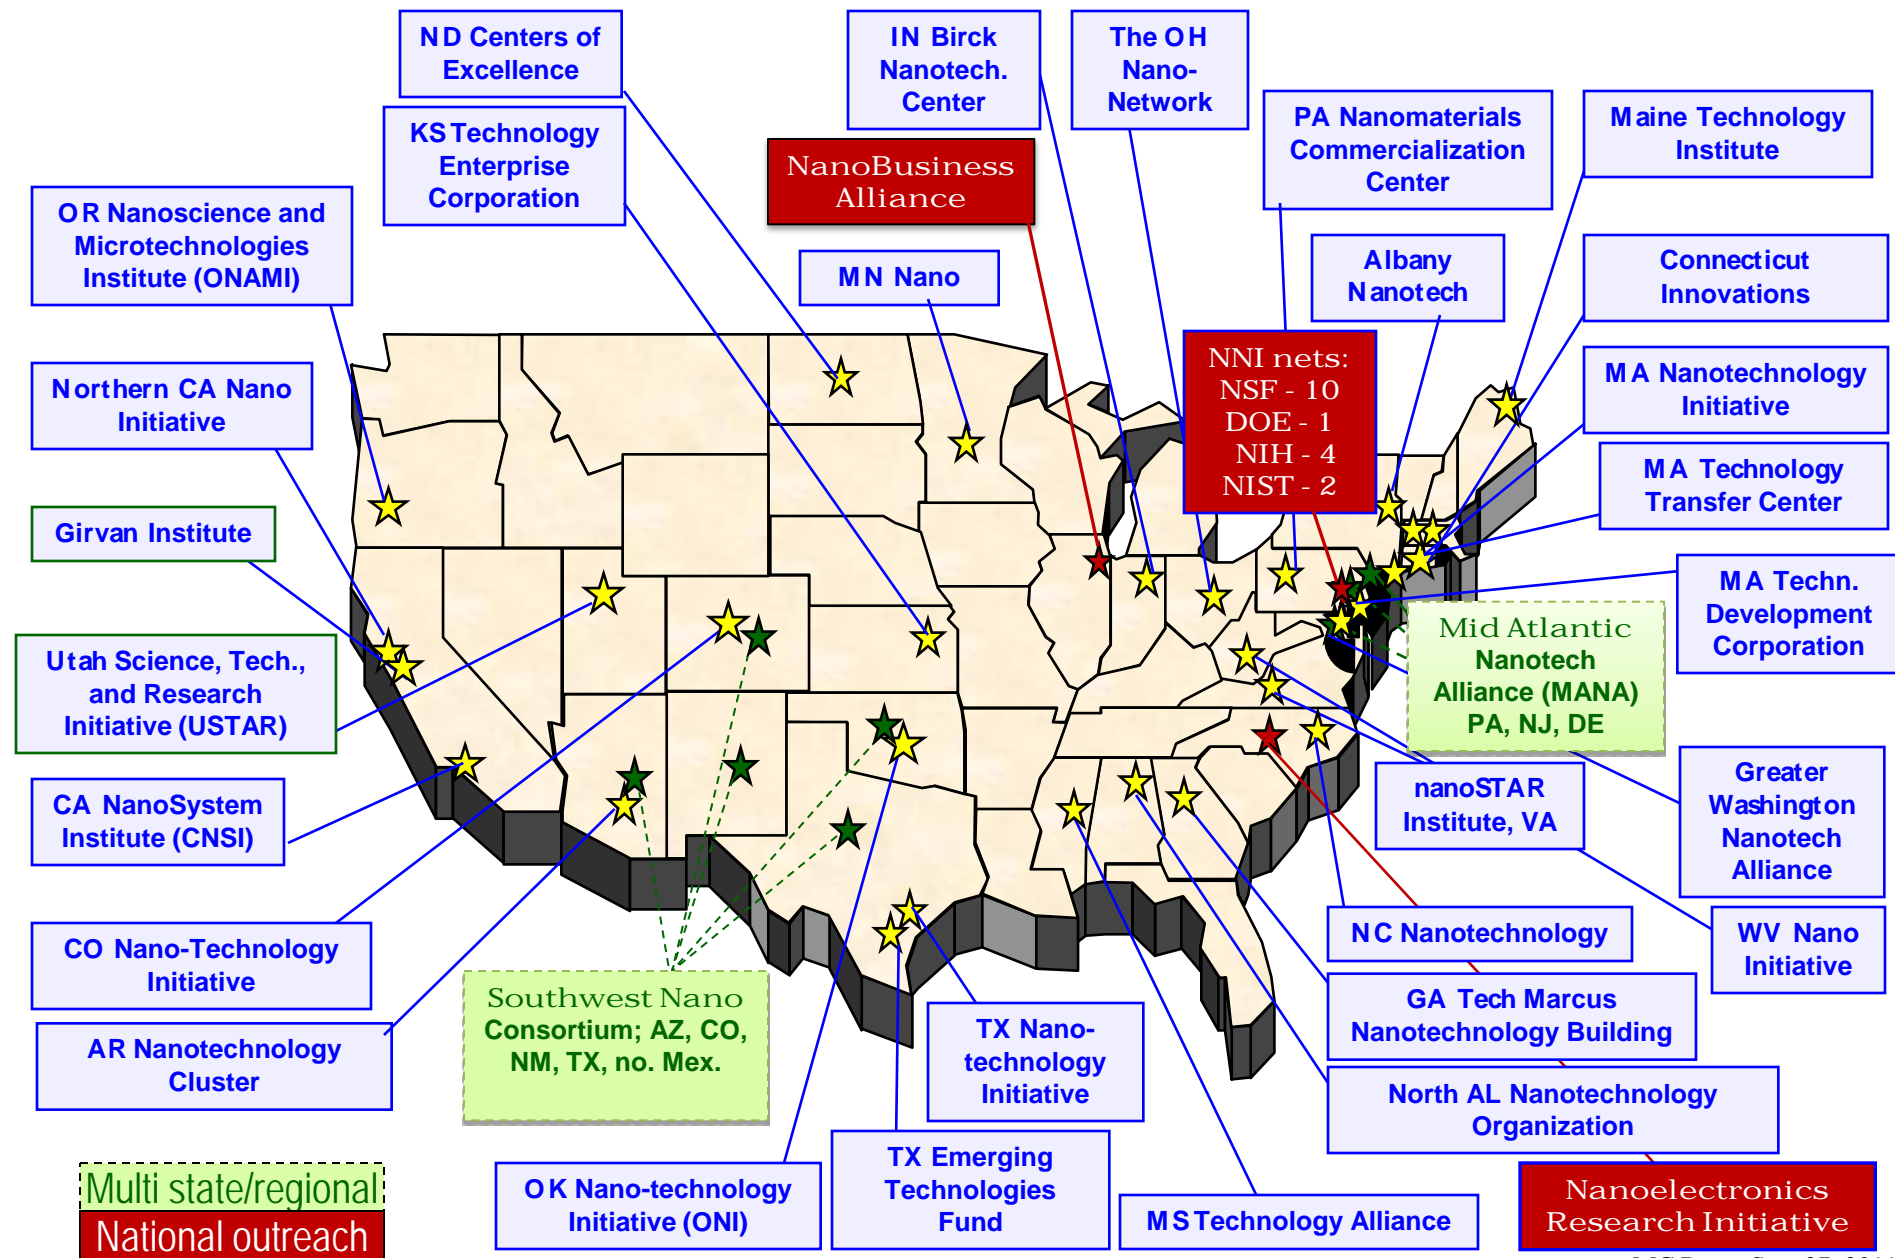 ND Centers of
Excellence
IN Birck
Nanotech.
Center
The OH
Nano-
Network
KS Technology
Enterprise
Corporation
NanoBusiness
Alliance
PA Nanomaterials
Commercialization
Center
Maine Technology
Institute
OR Nanoscience and
Microtechnologies
Institute (ONAMI)
MN Nano
Albany
Nanotech
Connecticut
Innovations
NNI nets:
NSF - 10
DOE - 1
NIH - 4
NIST - 2
Northern CA Nano
Initiative
MA Nanotechnology
Initiative
MA Technology
Transfer Center
Girvan Institute
MA Techn.
Development
Corporation
Utah Science, Tech.,
and Research
Initiative (USTAR)
Mid Atlantic
Nanotech
Alliance (MANA)
PA, NJ, DE
CA NanoSystem
Institute (CNSI)
nanoSTAR
Institute, VA
Greater
Washington
Nanotech
Alliance
CO Nano-Technology
Initiative
NC Nanotechnology
WV Nano
Initiative
Southwest Nano
Consortium; AZ, CO,
NM, TX, no. Mex.
GA Tech Marcus
Nanotechnology Building
AR Nanotechnology
Cluster
TX Nano-
technology
Initiative
North AL Nanotechnology
Organization
TX Emerging
Technologies
Fund
OK Nano-technology
Initiative (ONI)
MS Technology Alliance
Nanoelectronics
Research Initiative
Multi state/regional
National outreach